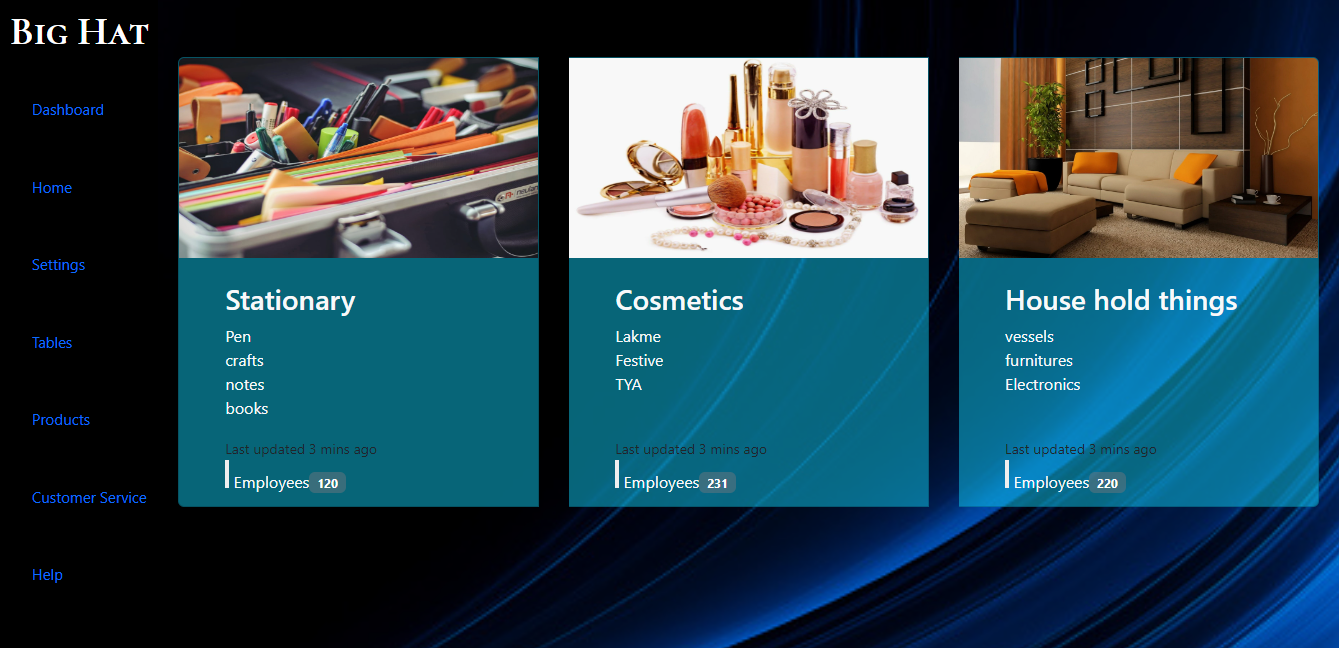 Big Hat
Dashboard
Home
Settings
Tables
Products
Customer Service
Help
Stationary
Pen
crafts
notes
books
Last updated 3 mins ago
Employees 120
Cosmetics
Lakme
Festive
TYA
Last updated 3 mins ago
Employees 231
House hold things
vessels
furnitures
Electronics
Last updated 3 mins ago
Employees 220